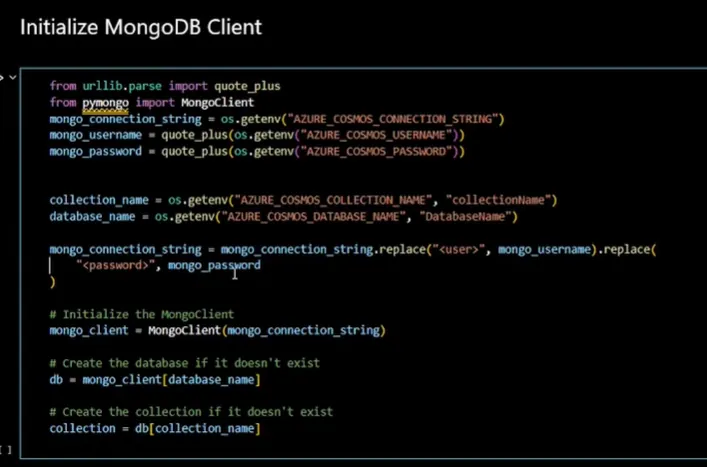 Initialize MongoDB Client
from urllib.parse import quote_plus
from pymongo import MongoClient
mongo_connection_string = os.getenv("AZURE_COSMOS_CONNECTION_STRING")
mongo_username = quote_plus(os.getenv("AZURE_COSMOS_USERNAME"))
mongo_password = quote_plus(os.getenv("AZURE_COSMOS_PASSWORD"))
collection_name = os.getenv("AZURE_COSMOS_COLLECTION_NAME", "collectionName")
database_name = os.getenv("AZURE_COSMOS_DATABASE_NAME", "DatabaseName")
mongo_connection_string = mongo_connection_string.replace("<user>", mongo_username).replace(
"<password>", mongo_password
)
# Initialize the MongoClient
mongo_client = MongoClient(mongo_connection_string)
# Create the database if it doesn't exist
db = mongo_client[database_name]
# Create the collection if it doesn't exist
collection = db[collection_name]
[ ]